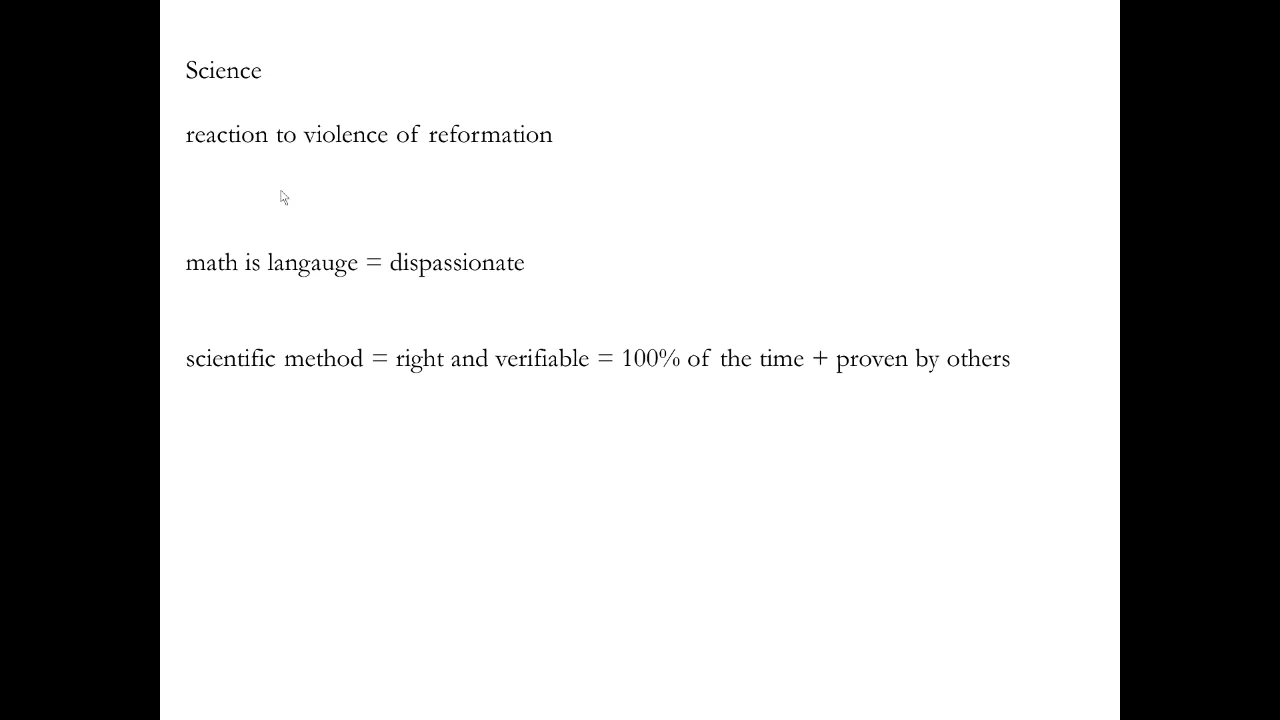 Science
reaction to violence of reformation
math is langauge = dispassionate
scientific method = right and verifiable = 100% of the time + proven by others